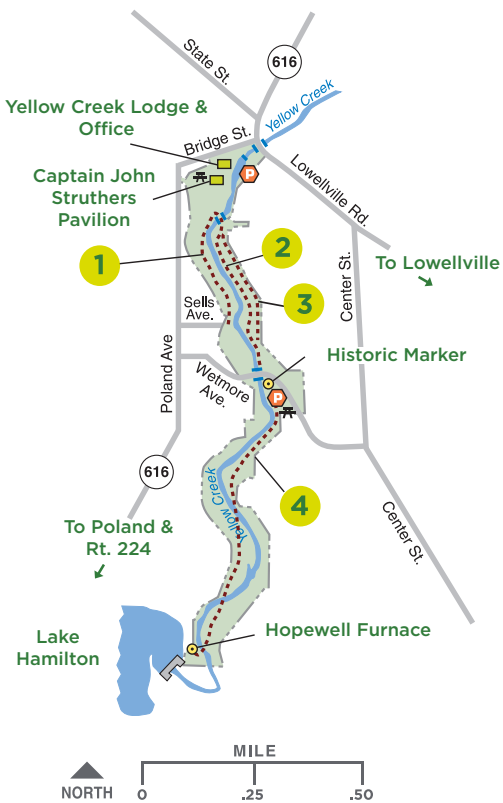 State St.
616
Yellow Creek
Yellow Creek Lodge &
Office
Bridge St.
P
Captain John
Struthers
Pavilion
Lowellville Rd.
1
2
3
To Lowellville
Center St.
Sells
Ave.
Poland Ave
Wetmore
Ave.
Historic Marker
P
616
4
Yellow Creek
Center St.
To Poland &
Rt. 224
Lake
Hamilton
Hopewell Furnace
MILE
NORTH
0
.25
.50